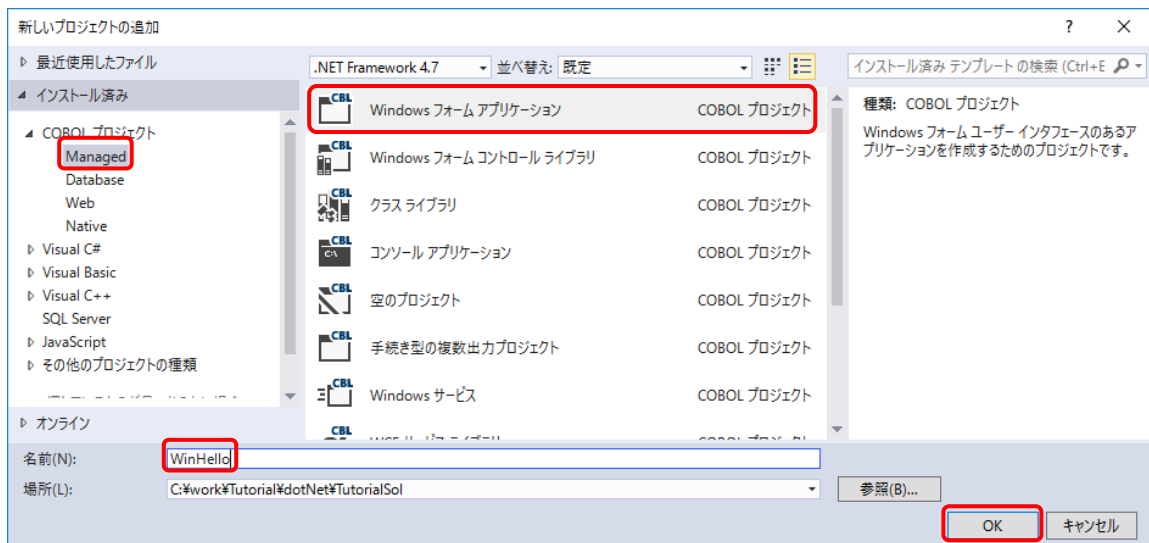 新しいプロジェクトの追加
? ×
最近使用したファイル
インストール済み
COBOL プロジェクト
Managed
Database
Web
Native
Visual C#
Visual Basic
Visual C++
SQL Server
JavaScript
その他のプロジェクトの種類
オンライン
.NET Framework 4.7 並べ替え: 既定
CBL Windows フォーム アプリケーション COBOL プロジェクト
CBL Windows フォーム コントロール ライブラリ COBOL プロジェクト
CBL クラス ライブラリ COBOL プロジェクト
CBL コンソール アプリケーション COBOL プロジェクト
CBL 空のプロジェクト COBOL プロジェクト
CBL 手続き型の複数出力プロジェクト COBOL プロジェクト
CBL Windows サービス COBOL プロジェクト
CBL
インストール済み テンプレート の検索 (Ctrl+E
種類: COBOL プロジェクト
Windows フォーム ユーザー インタフェースのあるア
プリケーションを作成するためのプロジェクトです。
名前(N): WinHello
場所(L): C:¥work¥Tutorial¥dotNet¥TutorialSol 参照(B)...
OK キャンセル